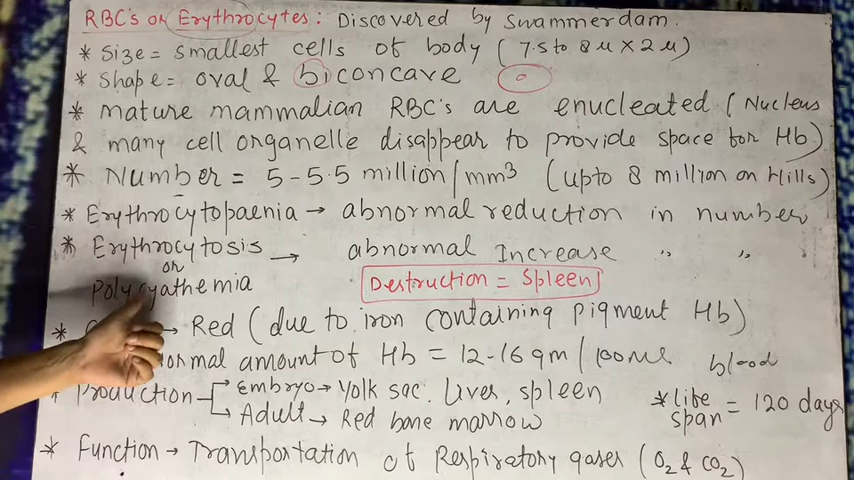 RBC's or Erythrocytes: Discovered by Swammerdam.
* Size = smallest cells of body (7.5 to 8 μ × 2 μ)
* Shape = oval & biconcave
* mature mammalian RBC's are enucleated (Nucleus
& many cell organelle disappear to provide space for Hb)
* Number = 5-5.5 million/mm³ (upto 8 million on Hills)
* Erythrocytopaenia → abnormal reduction in number
* Erythrocytosis → abnormal Increase " "
or
Polycyathemia
Destruction = Spleen
* → Red (due to iron containing pigment Hb)
amount of Hb = 12-16 gm / 100 ml blood
* Production → Embryo → Yolk sac, Liver, spleen
→ Adult → Red bone marrow
* Life span = 120 days
* Function → Transportation of Respiratory gases (O₂ & CO₂)